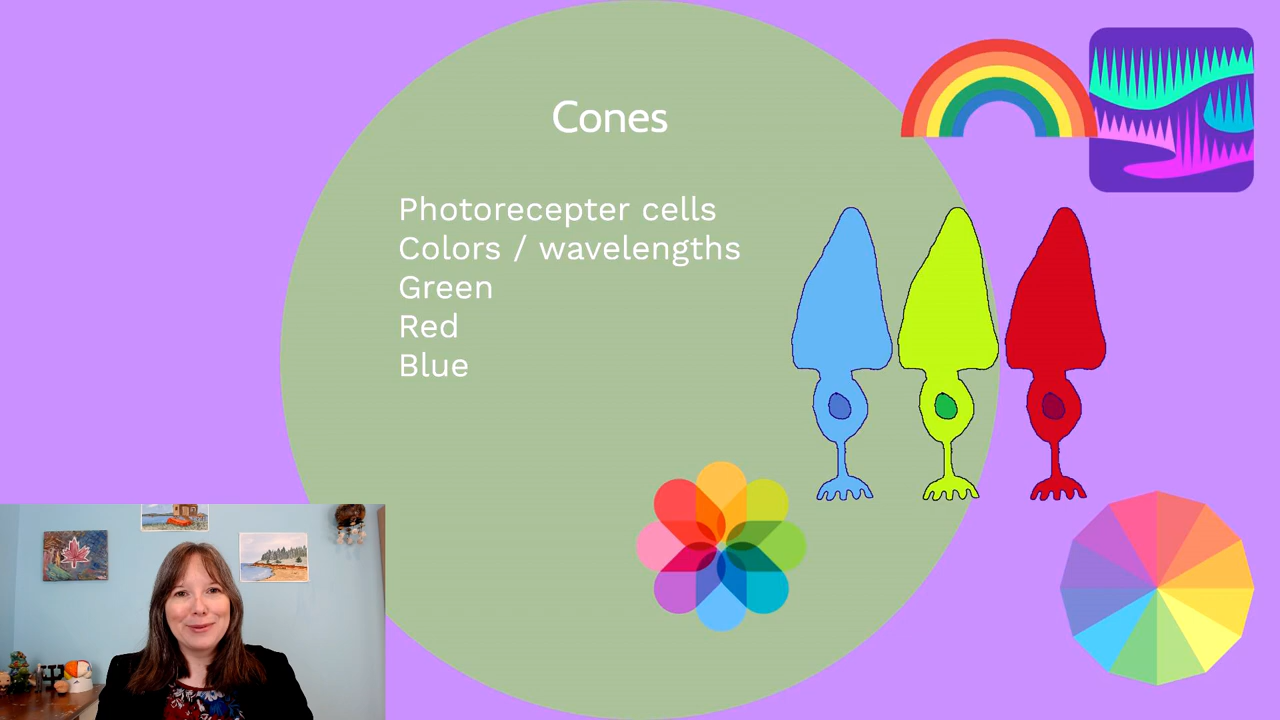 Cones
Photorecepter cells
Colors / wavelengths
Green
Red
Blue